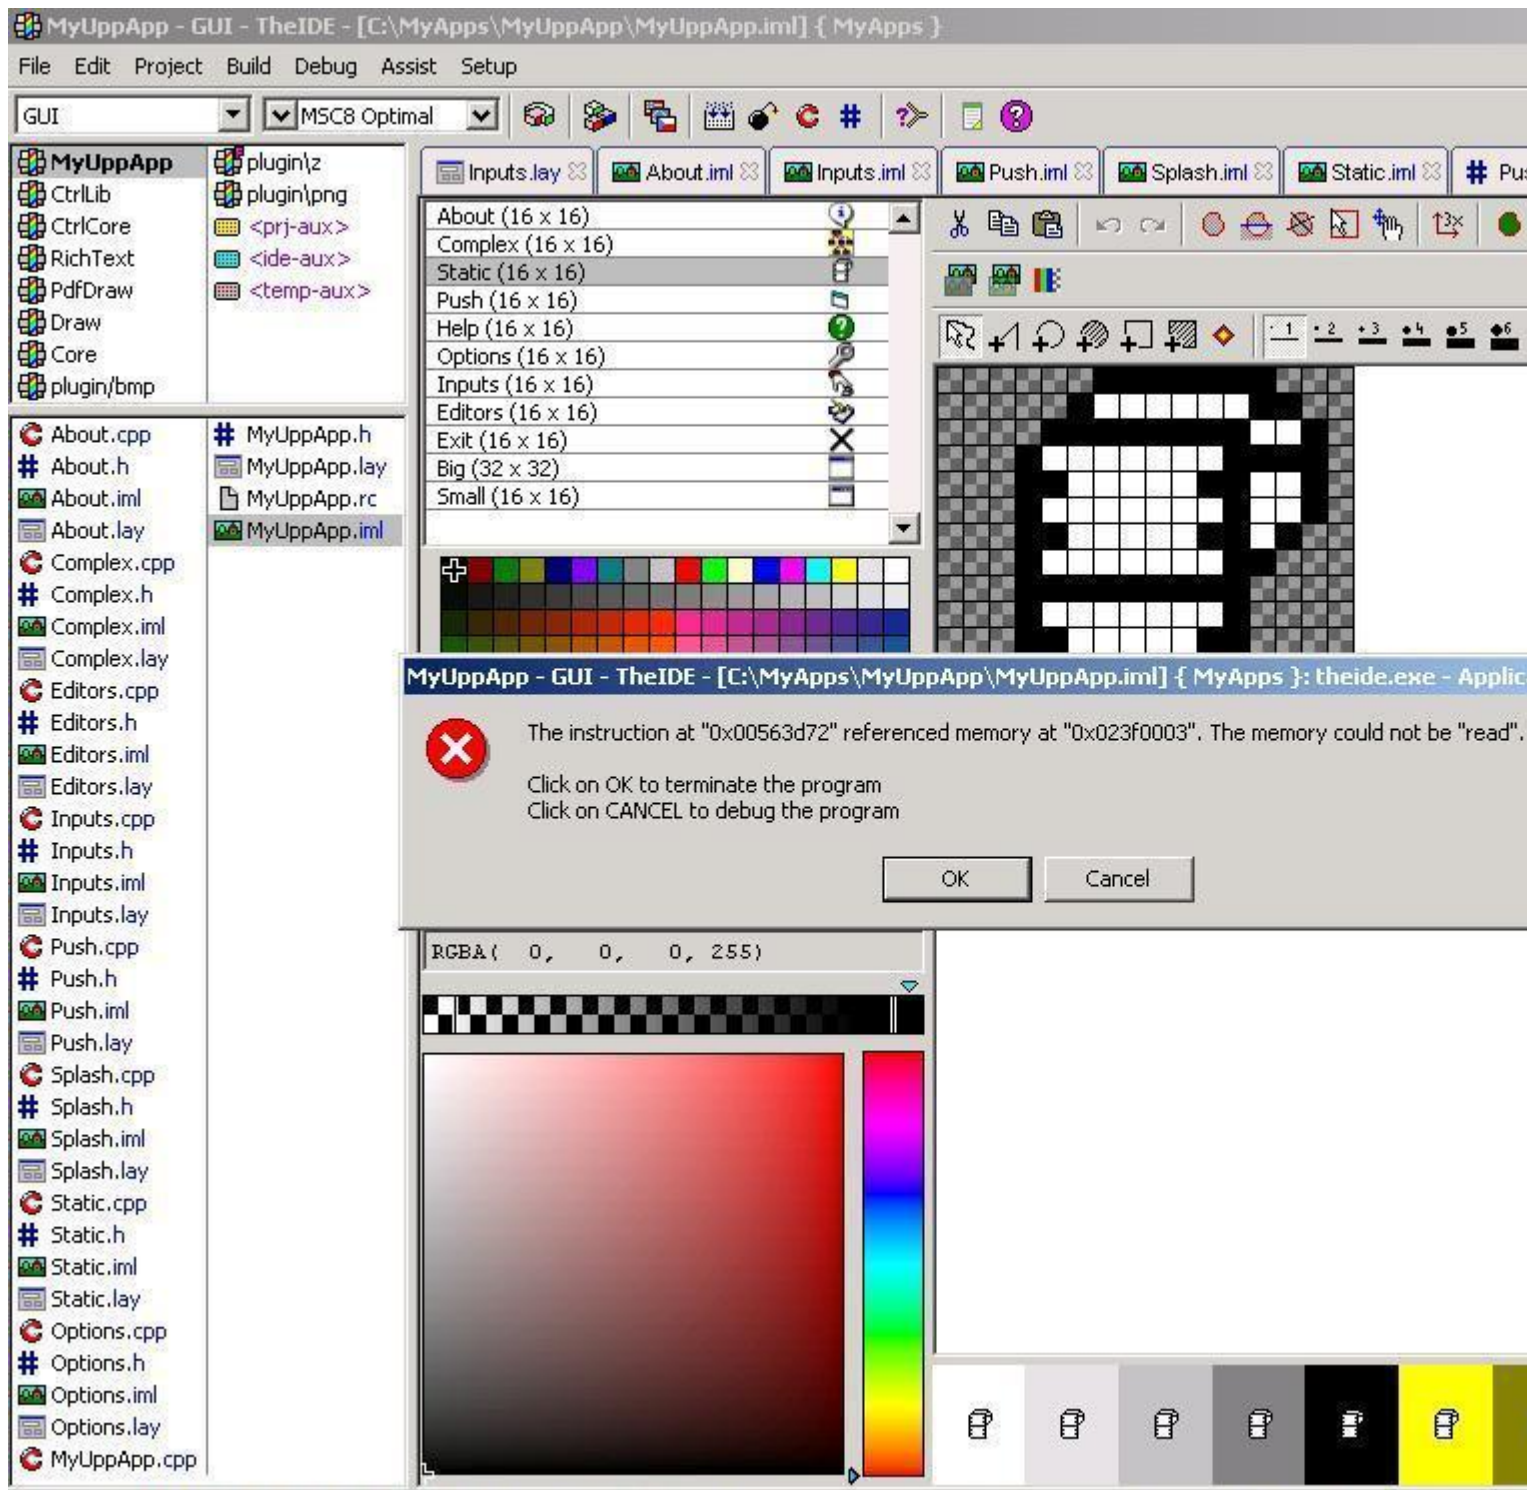 MyUppApp - GUI - TheIDE - [C:\MyApps\MyUppApp\MyUppApp.iml] { MyApps }
File Edit Project Build Debug Assist Setup
GUI MSC8 Optimal
MyUppApp
CtrlLib
CtrlCore
RichText
PdfDraw
Draw
Core
plugin/bmp
plugin\z
plugin\png
<prj-aux>
<ide-aux>
<temp-aux>
About.cpp
About.h
About.iml
About.lay
Complex.cpp
Complex.h
Complex.iml
Complex.lay
Editors.cpp
Editors.h
Editors.iml
Editors.lay
Inputs.cpp
Inputs.h
Inputs.iml
Inputs.lay
Push.cpp
Push.h
Push.iml
Push.lay
Splash.cpp
Splash.h
Splash.iml
Splash.lay
Static.cpp
Static.h
Static.iml
Static.lay
Options.cpp
Options.h
Options.iml
Options.lay
MyUppApp.cpp
MyUppApp.h
MyUppApp.lay
MyUppApp.rc
MyUppApp.iml
Inputs.lay About.iml Inputs.iml Push.iml Splash.iml Static.iml
About (16 x 16)
Complex (16 x 16)
Static (16 x 16)
Push (16 x 16)
Help (16 x 16)
Options (16 x 16)
Inputs (16 x 16)
Editors (16 x 16)
Exit (16 x 16)
Big (32 x 32)
Small (16 x 16)
3x
1 2 3 4 5 6
MyUppApp - GUI - TheIDE - [C:\MyApps\MyUppApp\MyUppApp.iml] { MyApps }: theide.exe - Applic
The instruction at "0x00563d72" referenced memory at "0x023f0003". The memory could not be "read".
Click on OK to terminate the program
Click on CANCEL to debug the program
OK Cancel
RGBA( 0, 0, 0, 255)